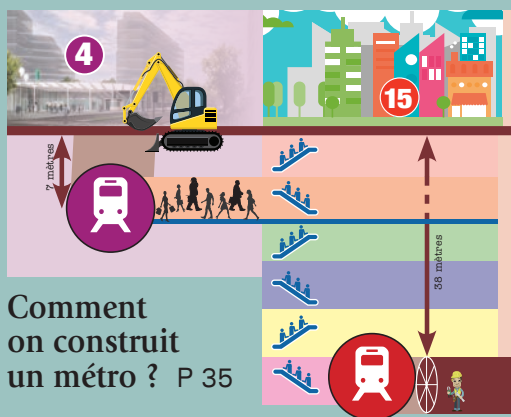 4
15
7 mètres
38 mètres
Comment
on construit
un métro ? P 35